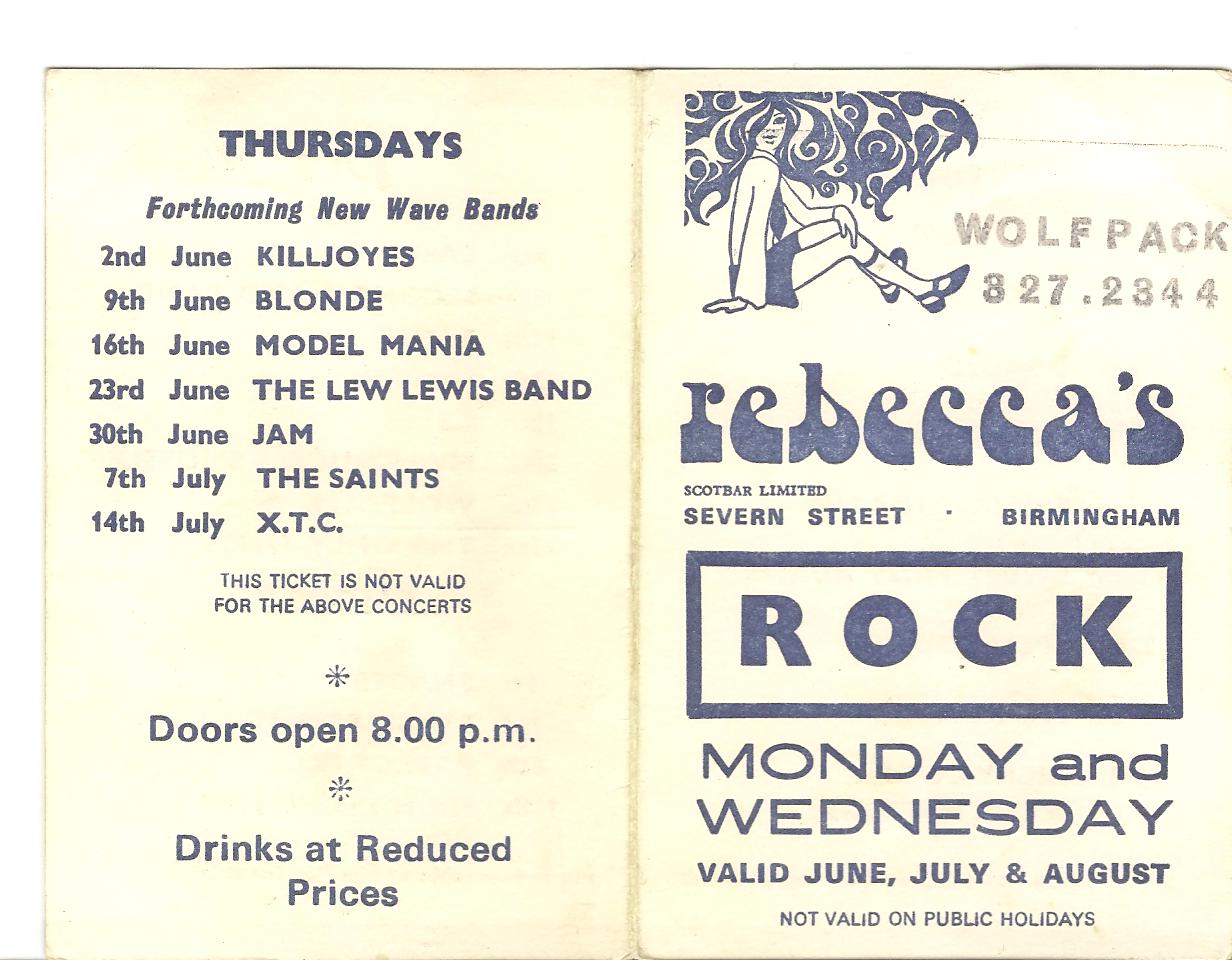 THURSDAYS
Forthcoming New Wave Bands
2nd June KILLJOYES
9th June BLONDE
16th June MODEL MANIA
23rd June THE LEW LEWIS BAND
30th June JAM
7th July THE SAINTS
14th July X.T.C.
THIS TICKET IS NOT VALID
FOR THE ABOVE CONCERTS
Doors open 8.00 p.m.
Drinks at Reduced
Prices
WOLFPACK
327.2344
rebecca's
SCOTBAR LIMITED
SEVERN STREET · BIRMINGHAM
ROCK
MONDAY and
WEDNESDAY
VALID JUNE, JULY & AUGUST
NOT VALID ON PUBLIC HOLIDAYS